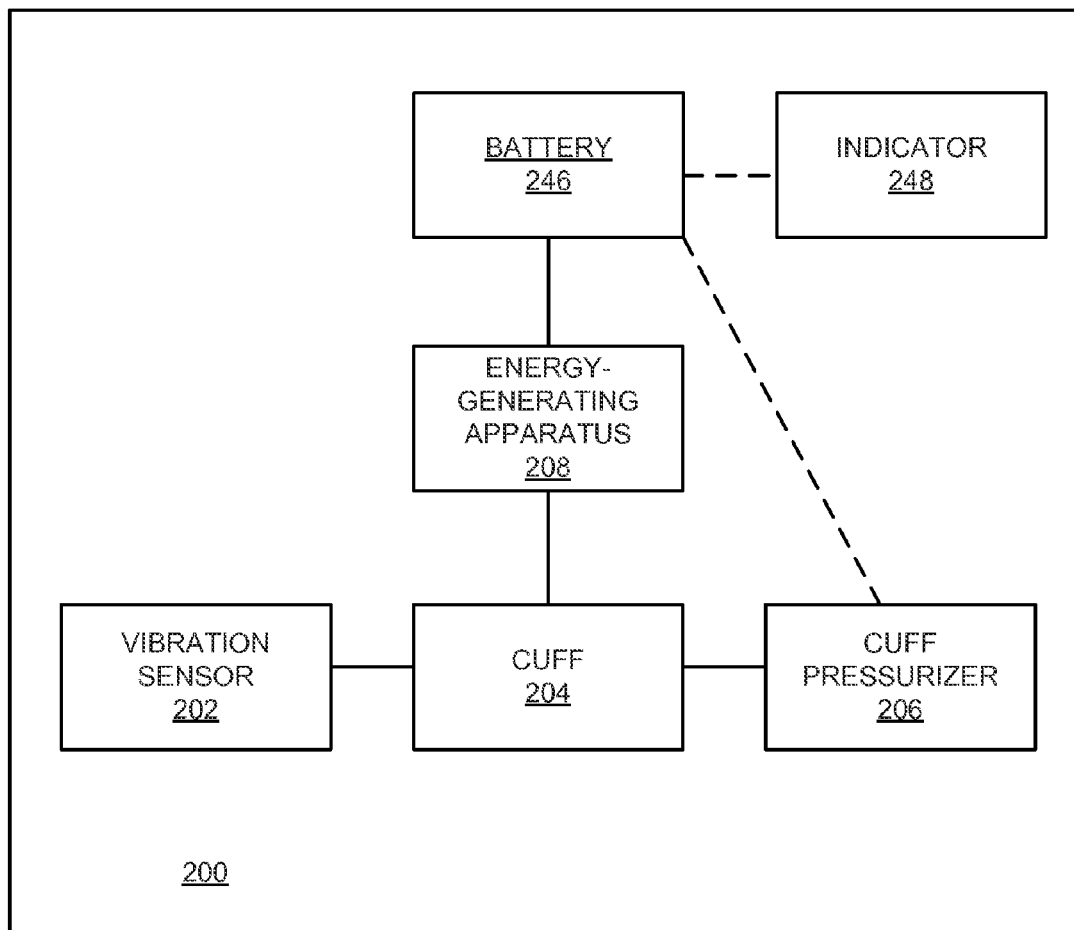 BATTERY
246
INDICATOR
248
ENERGY-
GENERATING
APPARATUS
208
VIBRATION
SENSOR
202
CUFF
204
CUFF
PRESSURIZER
206
200